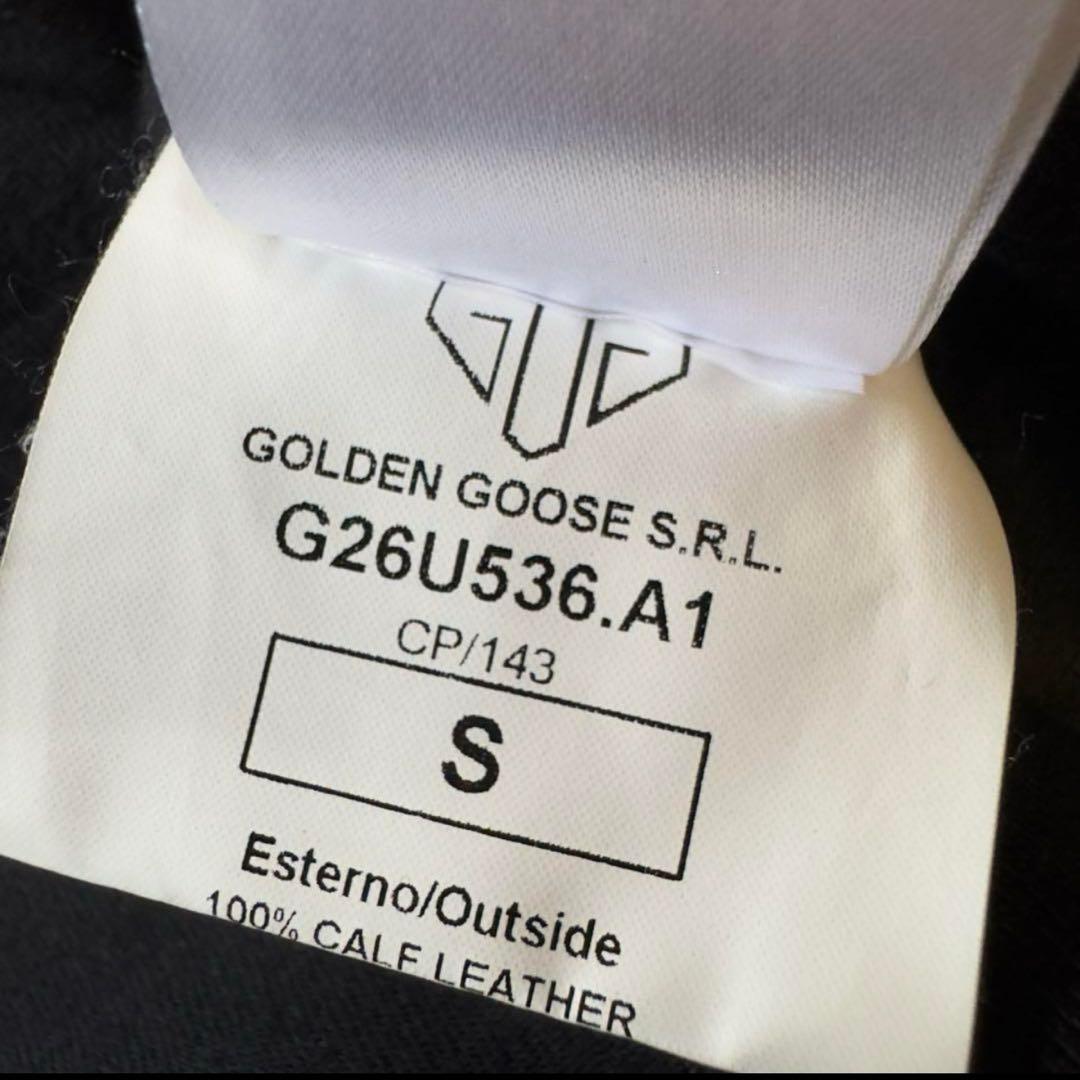 GOLDEN GOOSE S.R.L.
G26U536.A1
CP/143
S
Esterno/Outside
100% CALF LEATHER